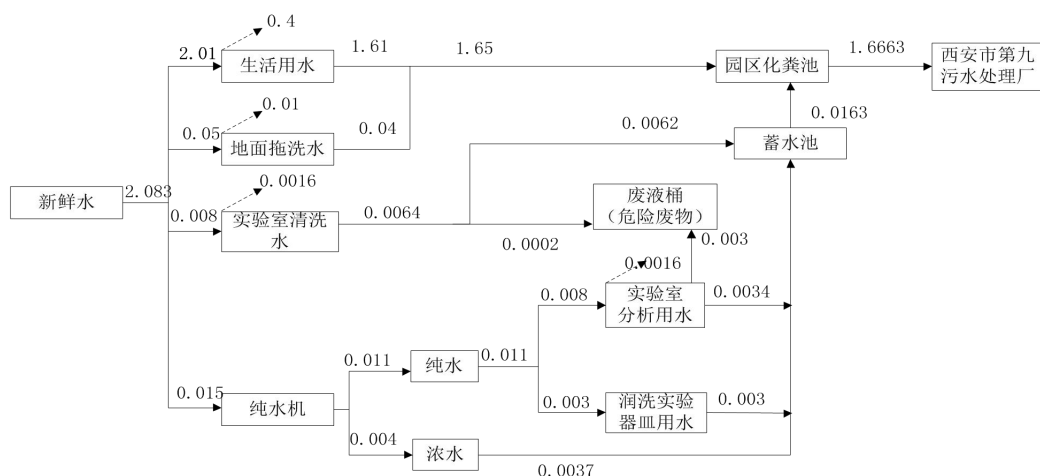 0.4
2.01
生活用水
1.61
1.65
园区化粪池
1.6663
西安市第九
污水处理厂
0.01
0.05
地面拖洗水
0.04
0.0062
0.0163
蓄水池
新鲜水
2.083
0.0016
0.008
实验室清洗
水
0.0064
0.0002
废液桶
（危险废物）
0.003
0.0016
0.008
实验室
分析用水
0.0034
0.015
纯水机
0.011
纯水
0.011
0.003
润洗实验
器皿用水
0.003
0.004
浓水
0.0037